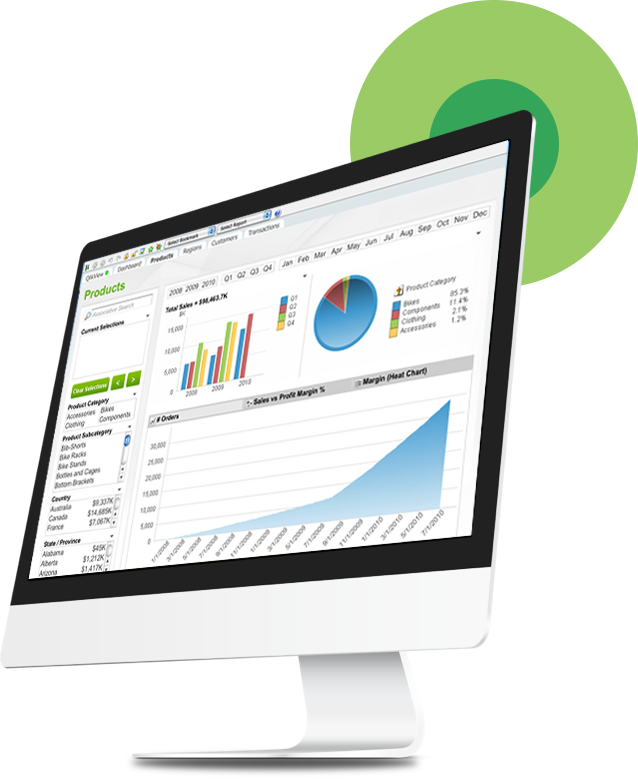 Select Bookmark
Select Report
QlikView
Dashboard
Products
Regions
Customers
Transactions
Products
Associative Search
Current Selections
Clear Selections
<
>
Product Category
Accessories Bikes
Clothing Components
Product Subcategory
Bib-Shorts
Bike Racks
Bike Stands
Bottles and Cages
Bottom Brackets
Country
Australia $9,337K
Canada $14,685K
France $7,067K
State / Province
Alabama $45K
Alberta $1,212K
Arizona $1,417K
2008 2009 2010
Q1 Q2 Q3 Q4
Jan Feb Mar Apr May Jun Jul Aug Sep Oct Nov Dec
Total Sales = $96,463.7K
$K
15,000
10,000
5,000
0
2008
2009
2010
Q1
Q2
Q3
Q4
Product Category
Bikes 85.3%
Components 11.4%
Clothing 2.1%
Accessories 1.2%
# Orders
Sales vs Profit Margin %
Margin (Heat Chart)
30,000
25,000
20,000
15,000
10,000
5,000
0
1/1/2008
3/1/2008
5/1/2008
7/1/2008
9/1/2008
11/1/2008
1/1/2009
3/1/2009
5/1/2009
7/1/2009
9/1/2009
11/1/2009
1/1/2010
3/1/2010
5/1/2010
7/1/2010